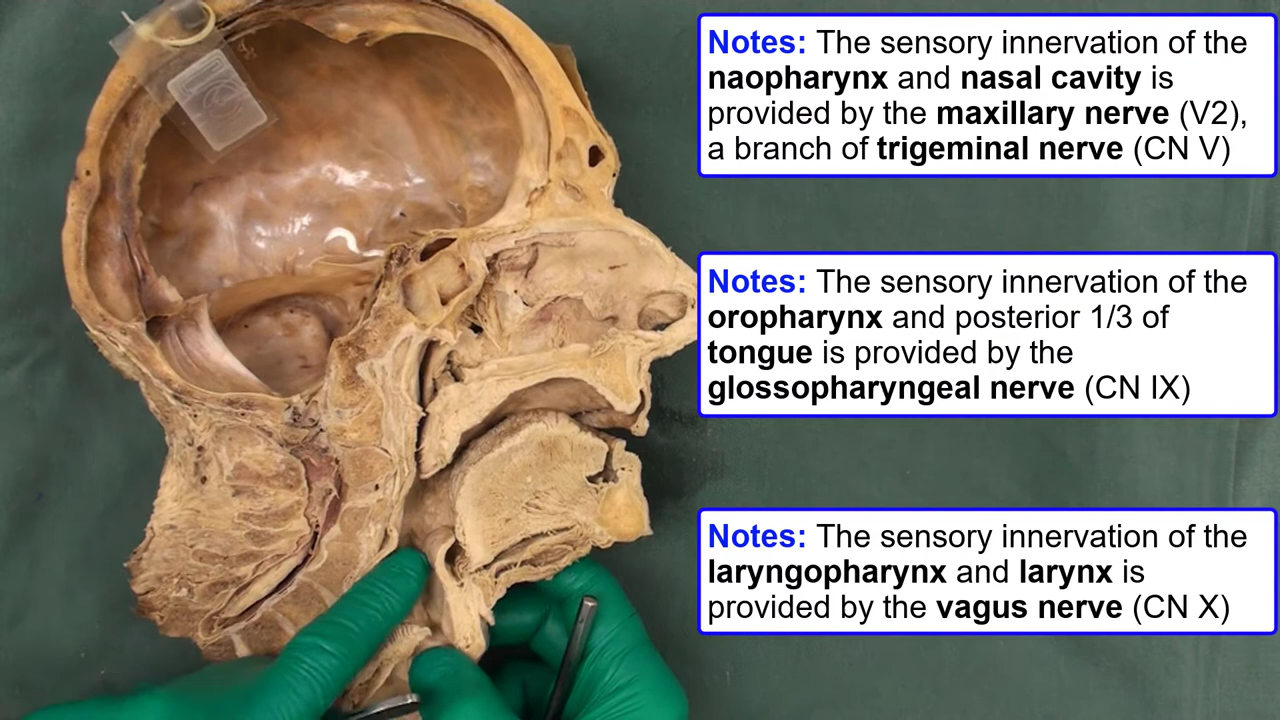 Notes: The sensory innervation of the
naopharynx and nasal cavity is
provided by the maxillary nerve (V2),
a branch of trigeminal nerve (CN V)
Notes: The sensory innervation of the
oropharynx and posterior 1/3 of
tongue is provided by the
glossopharyngeal nerve (CN IX)
Notes: The sensory innervation of the
laryngopharynx and larynx is
provided by the vagus nerve (CN X)